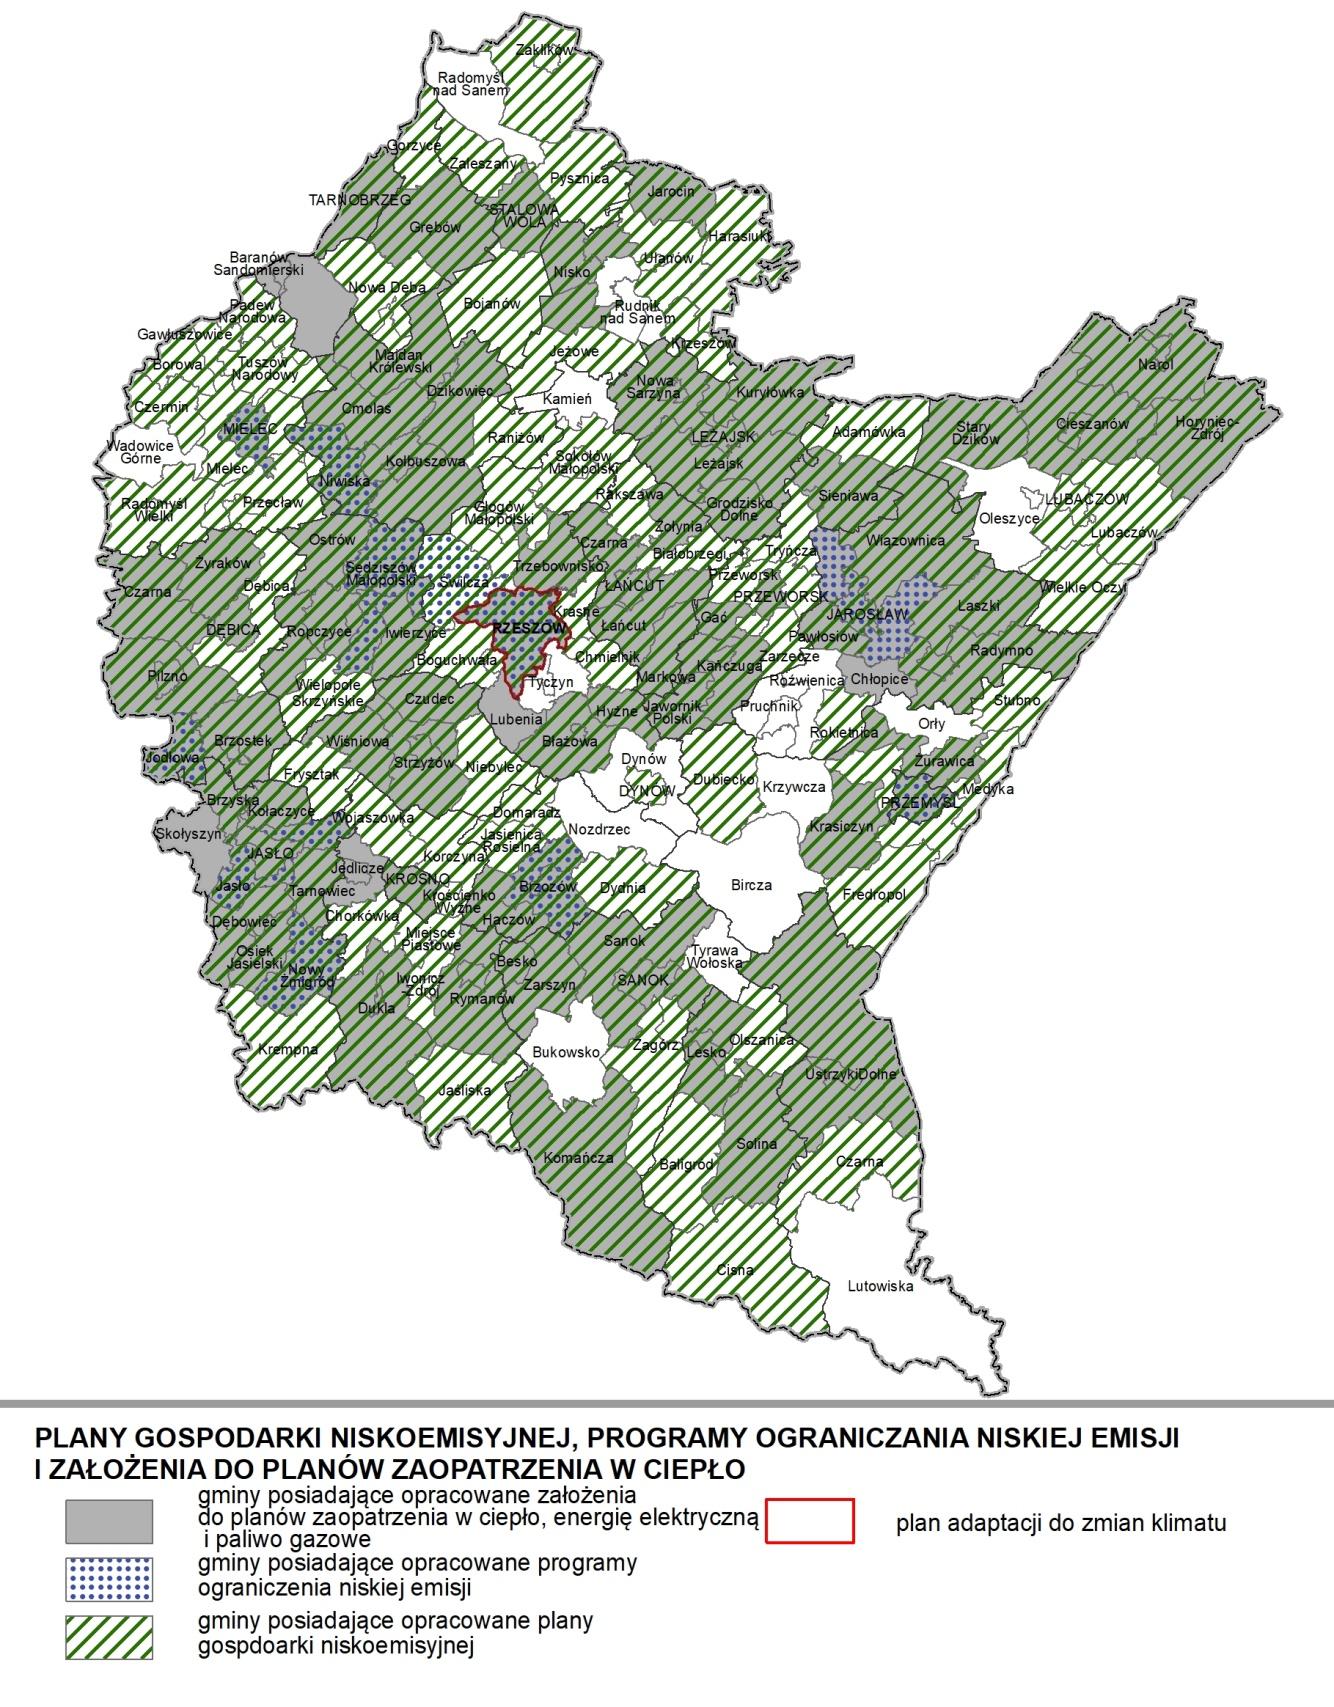 Zaklików
Radomyśl
nad Sanem
Gorzyce
Zaleszany
Pysznica
Jarocin
TARNOBRZEG
STALOWA
WOLA
Grębów
Harasiuki
Ulanów
Baranów
Sandomierski
Nisko
Nowa Dęba
Bojanów
Rudnik
nad Sanem
Padew
Narodowa
Gawłuszowice
Krzeszów
Jeżowe
Borowa
Tuszów
Narodowy
Majdan
Królewski
Narol
Dzikowiec
Nowa
Sarzyna
Kuryłówka
Kamień
Czermin
Cmolas
MIELEC
Raniżów
LEŻAJSK
Adamówka
Stary
Dzików
Cieszanów
Horyniec-
Zdrój
Wadowice
Górne
Mielec
Kolbuszowa
Sokołów
Małopolski
Leżajsk
Niwiska
Radomyśl
Wielki
Przecław
Głogów
Małopolski
Rakszawa
Grodzisko
Dolne
Sieniawa
LUBACZÓW
Oleszyce
Lubaczów
Ostrów
Żołynia
Czarna
Wiązownica
Żyraków
Sędziszów
Małopolski
Świlcza
Trzebownisko
Białobrzegi
Tryńcza
Przeworsk
Czarna
Dębica
ŁAŃCUT
PRZEWORSK
Wielkie Oczy
Laszki
JAROSŁAW
DĘBICA
Ropczyce
Iwierzyce
RZESZÓW
Krasne
Łańcut
Gać
Pawłosiów
Radymno
Pilzno
Boguchwała
Chmielnik
Kańczuga
Zarzecze
Markowa
Wielopole
Skrzyńskie
Tyczyn
Roźwienica
Chłopice
Czudec
Lubenia
Hyżne
Jawornik
Polski
Pruchnik
Stubno
Orły
Rokietnica
Brzostek
Wiśniowa
Błażowa
Jodłowa
Strzyżów
Niebylec
Dynów
Frysztak
Dubiecko
Żurawica
Krzywcza
DYNÓW
Medyka
PRZEMYŚL
Brzyska
Kołaczyce
Wojaszówka
Domaradz
Nozdrzec
Krasiczyn
Skołyszyn
JASŁO
Jasienica
Rosielna
Korczyna
Jedlicze
KROSNO
Jasło
Tarnowiec
Krościenko
Wyżne
Brzozów
Dydnia
Bircza
Fredropol
Dębowiec
Chorkówka
Haczów
Miejsce
Piastowe
Sanok
Osiek
Jasielski
Nowy
Żmigród
Besko
Tyrawa
Wołoska
Iwonicz
-Zdrój
Zarszyn
SANOK
Rymanów
Dukla
Krempna
Bukowsko
Zagórz
Lesko
Olszanica
UstrzykiDolne
Jaśliska
Solina
Komańcza
Baligród
Czarna
Cisna
Lutowiska
PLANY GOSPODARKI NISKOEMISYJNEJ, PROGRAMY OGRANICZANIA NISKIEJ EMISJI
I ZAŁOŻENIA DO PLANÓW ZAOPATRZENIA W CIEPŁO
gminy posiadające opracowane założenia
do planów zaopatrzenia w ciepło, energię elektryczną
i paliwo gazowe
plan adaptacji do zmian klimatu
gminy posiadające opracowane programy
ograniczenia niskiej emisji
gminy posiadające opracowane plany
gospdoarki niskoemisyjnej